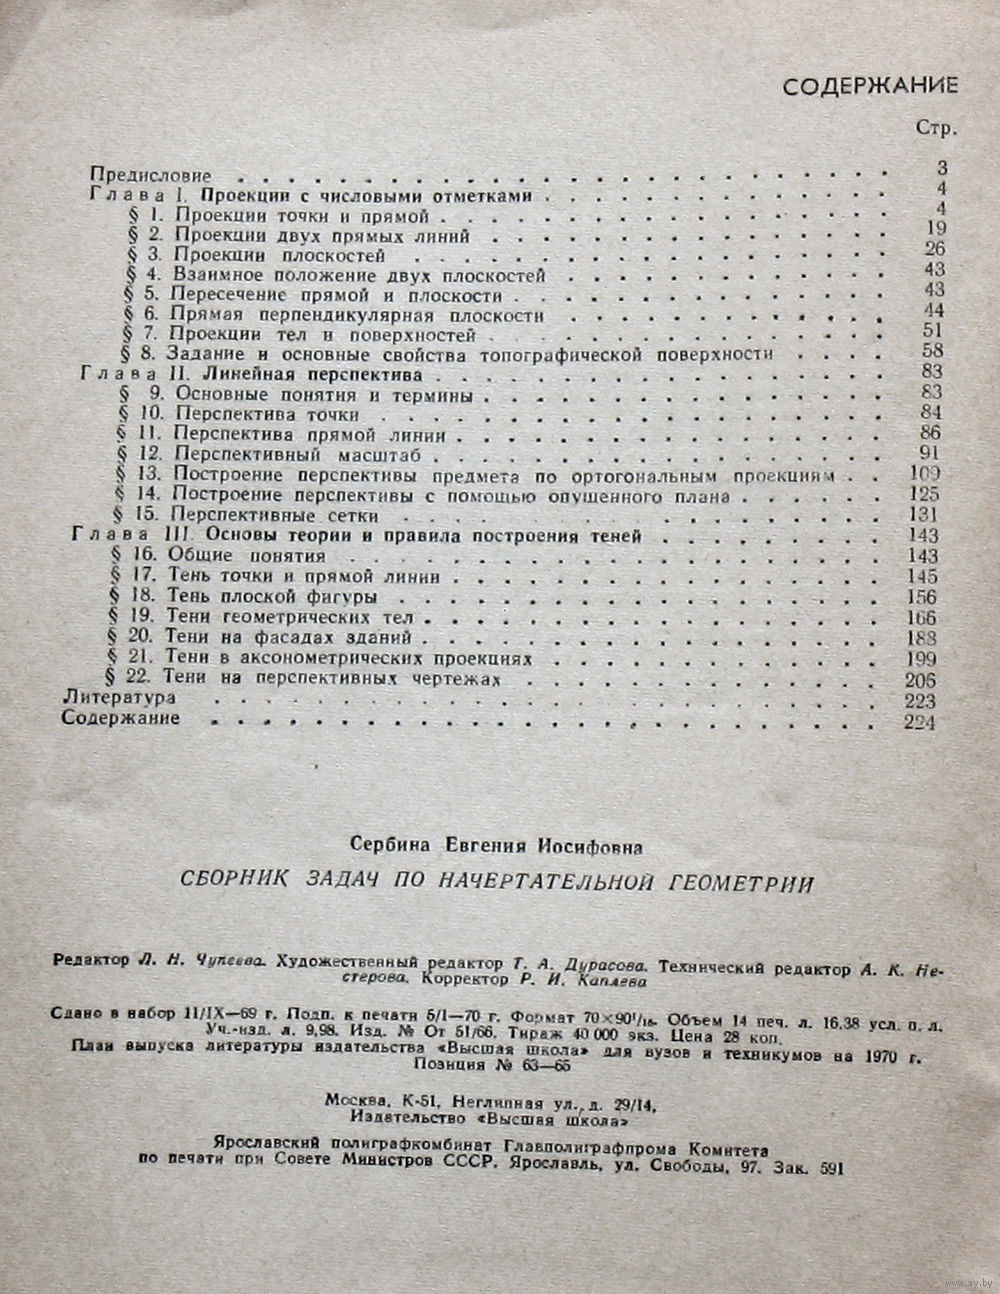 СОДЕРЖАНИЕ
Стр.
Предисловие . . . 3
Глава I. Проекции с числовыми отметками . . . 4
§ 1. Проекции точки и прямой . . . 4
§ 2. Проекции двух прямых линий . . . 19
§ 3. Проекции плоскостей . . . 26
§ 4. Взаимное положение двух плоскостей . . . 43
§ 5. Пересечение прямой и плоскости . . . 43
§ 6. Прямая перпендикулярная плоскости . . . 44
§ 7. Проекции тел и поверхностей . . . 51
§ 8. Задание и основные свойства топографической поверхности . . . 58
Глава II. Линейная перспектива . . . 83
§ 9. Основные понятия и термины . . . 83
§ 10. Перспектива точки . . . 84
§ 11. Перспектива прямой линии . . . 86
§ 12. Перспективный масштаб . . . 91
§ 13. Построение перспективы предмета по ортогональным проекциям . . 109
§ 14. Построение перспективы с помощью опущенного плана . . . 125
§ 15. Перспективные сетки . . . 131
Глава III. Основы теории и правила построения теней . . . 143
§ 16. Общие понятия . . . 143
§ 17. Тень точки и прямой линии . . . 145
§ 18. Тень плоской фигуры . . . 156
§ 19. Тени геометрических тел . . . 166
§ 20. Тени на фасадах зданий . . . 188
§ 21. Тени в аксонометрических проекциях . . . 199
§ 22. Тени на перспективных чертежах . . . 206
Литература . . . 223
Содержание . . . 224
Сербина Евгения Иосифовна
СБОРНИК ЗАДАЧ ПО НАЧЕРТАТЕЛЬНОЙ ГЕОМЕТРИИ
Редактор Л. Н. Чупеева. Художественный редактор Т. А. Дурасова. Технический редактор А. К. Не-
стерова. Корректор Р. И. Каплева
Сдано в набор 11/IX—69 г. Подп. к печати 5/I—70 г. Формат 70×90¹/₁₆. Объем 14 печ. л. 16,38 усл. п. л.
Уч.-изд. л. 9,98. Изд. № От 51/66. Тираж 40 000 экз. Цена 28 коп.
План выпуска литературы издательства «Высшая школа» для вузов и техникумов на 1970 г.
Позиция № 63—65
Москва, К-51, Неглинная ул., д. 29/14,
Издательство «Высшая школа»
Ярославский полиграфкомбинат Главполиграфпрома Комитета
по печати при Совете Министров СССР. Ярославль, ул. Свободы, 97. Зак. 591
www.ay.by